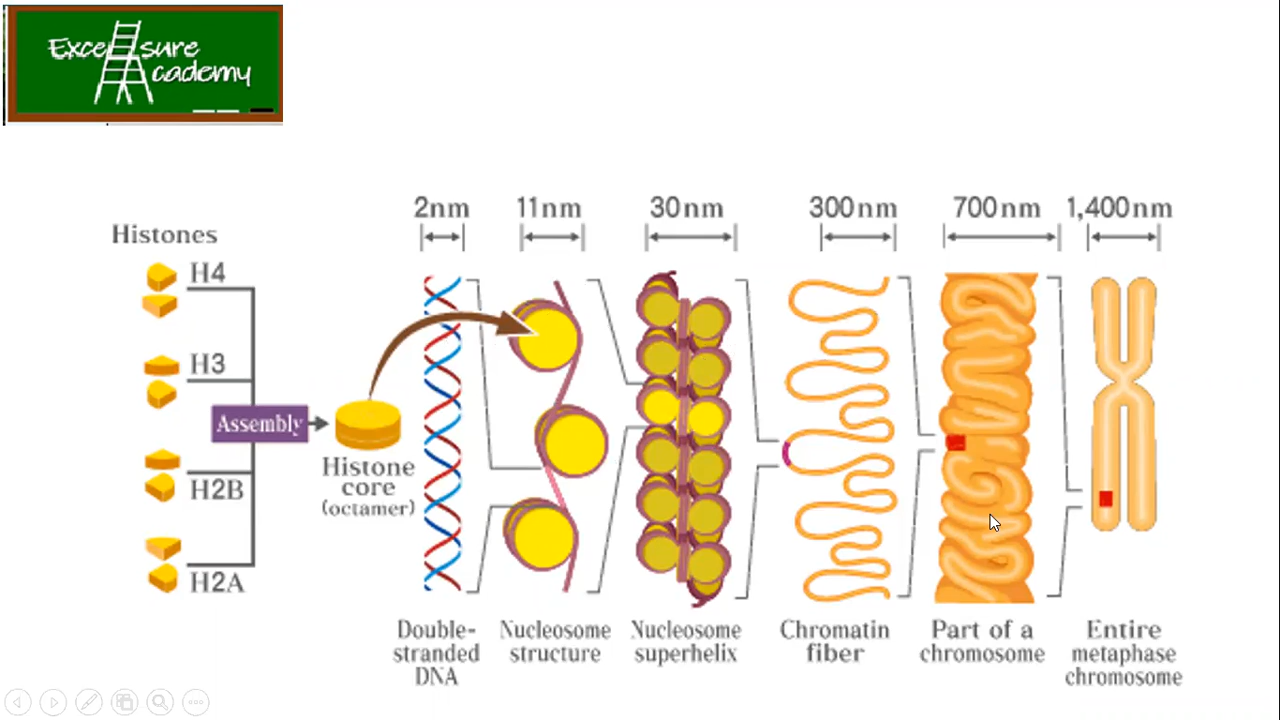 Excellsure
Academy
Histones
H4
H3
H2B
H2A
Assembly
Histone
core
(octamer)
2nm
11nm
30nm
300nm
700nm
1,400nm
Double-
stranded
DNA
Nucleosome
structure
Nucleosome
superhelix
Chromatin
fiber
Part of a
chromosome
Entire
metaphase
chromosome